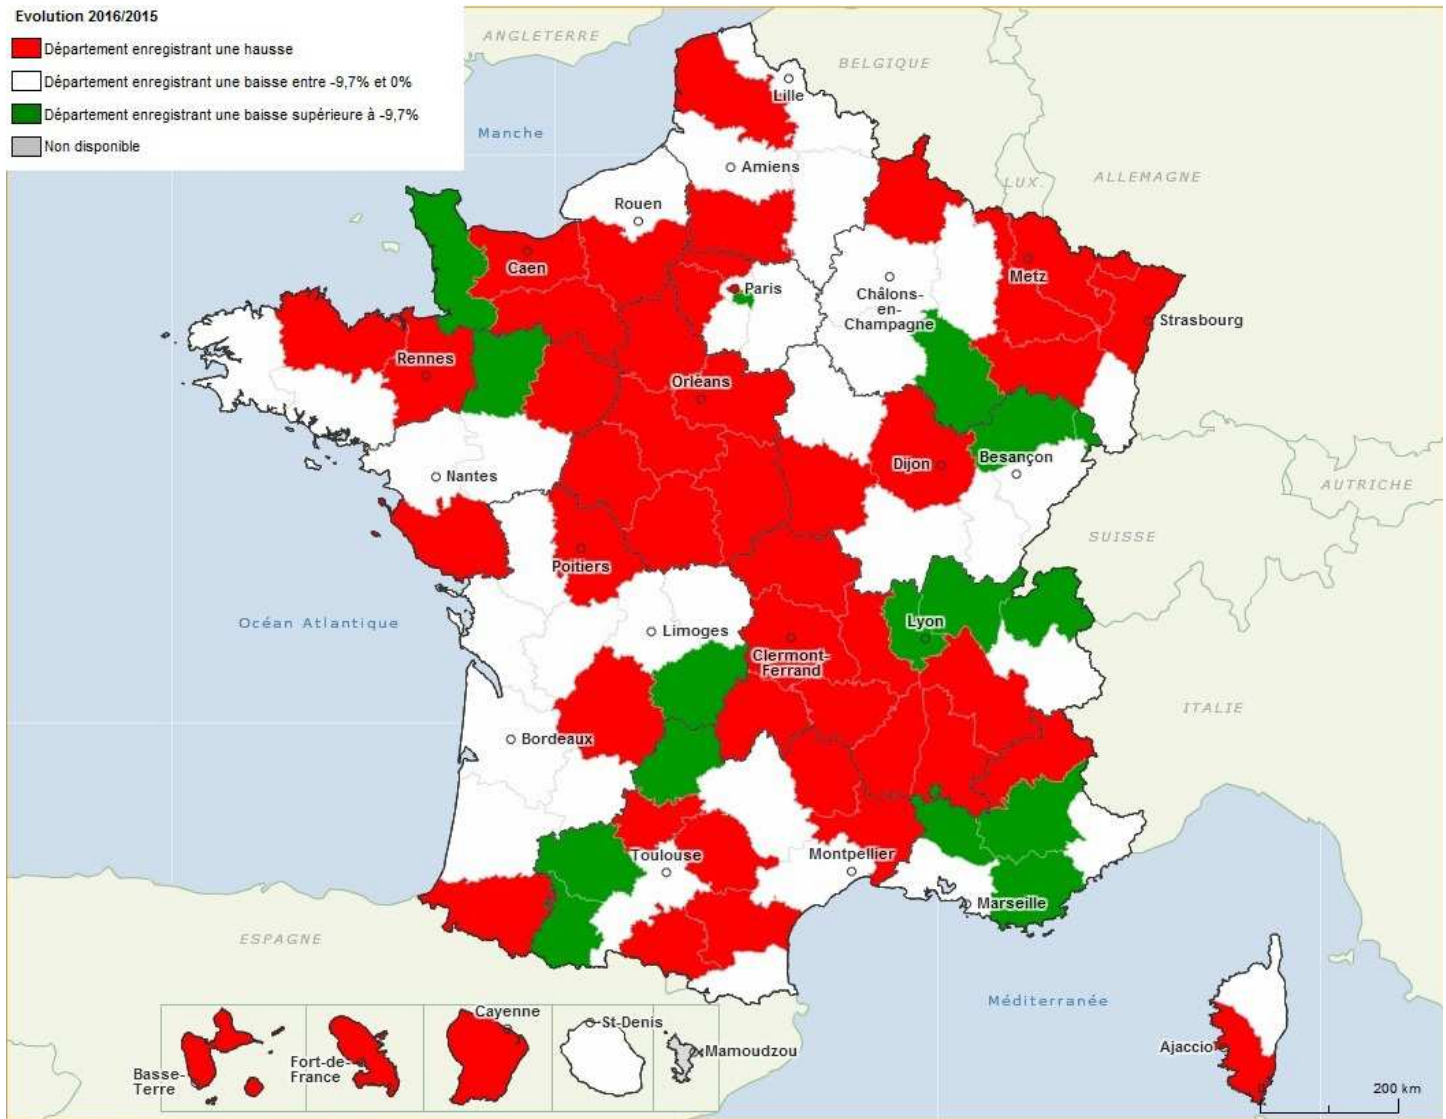 Evolution 2016/2015
Département enregistrant une hausse
Département enregistrant une baisse entre -9,7% et 0%
Département enregistrant une baisse supérieure à -9,7%
Non disponible
ANGLETERRE
BELGIQUE
Lille
Manche
Amiens
LUX.
ALLEMAGNE
Rouen
Caen
Metz
Paris
Châlons-
en-
Champagne
Strasbourg
Rennes
Orléans
Dijon
Besançon
Nantes
AUTRICHE
SUISSE
Poitiers
Océan Atlantique
Limoges
Lyon
Clermont-
Ferrand
ITALIE
Bordeaux
Toulouse
Montpellier
Marseille
ESPAGNE
Méditerranée
Cayenne
St-Denis
Mamoudzou
Fort-de-
France
Basse-
Terre
Ajaccio
200 km